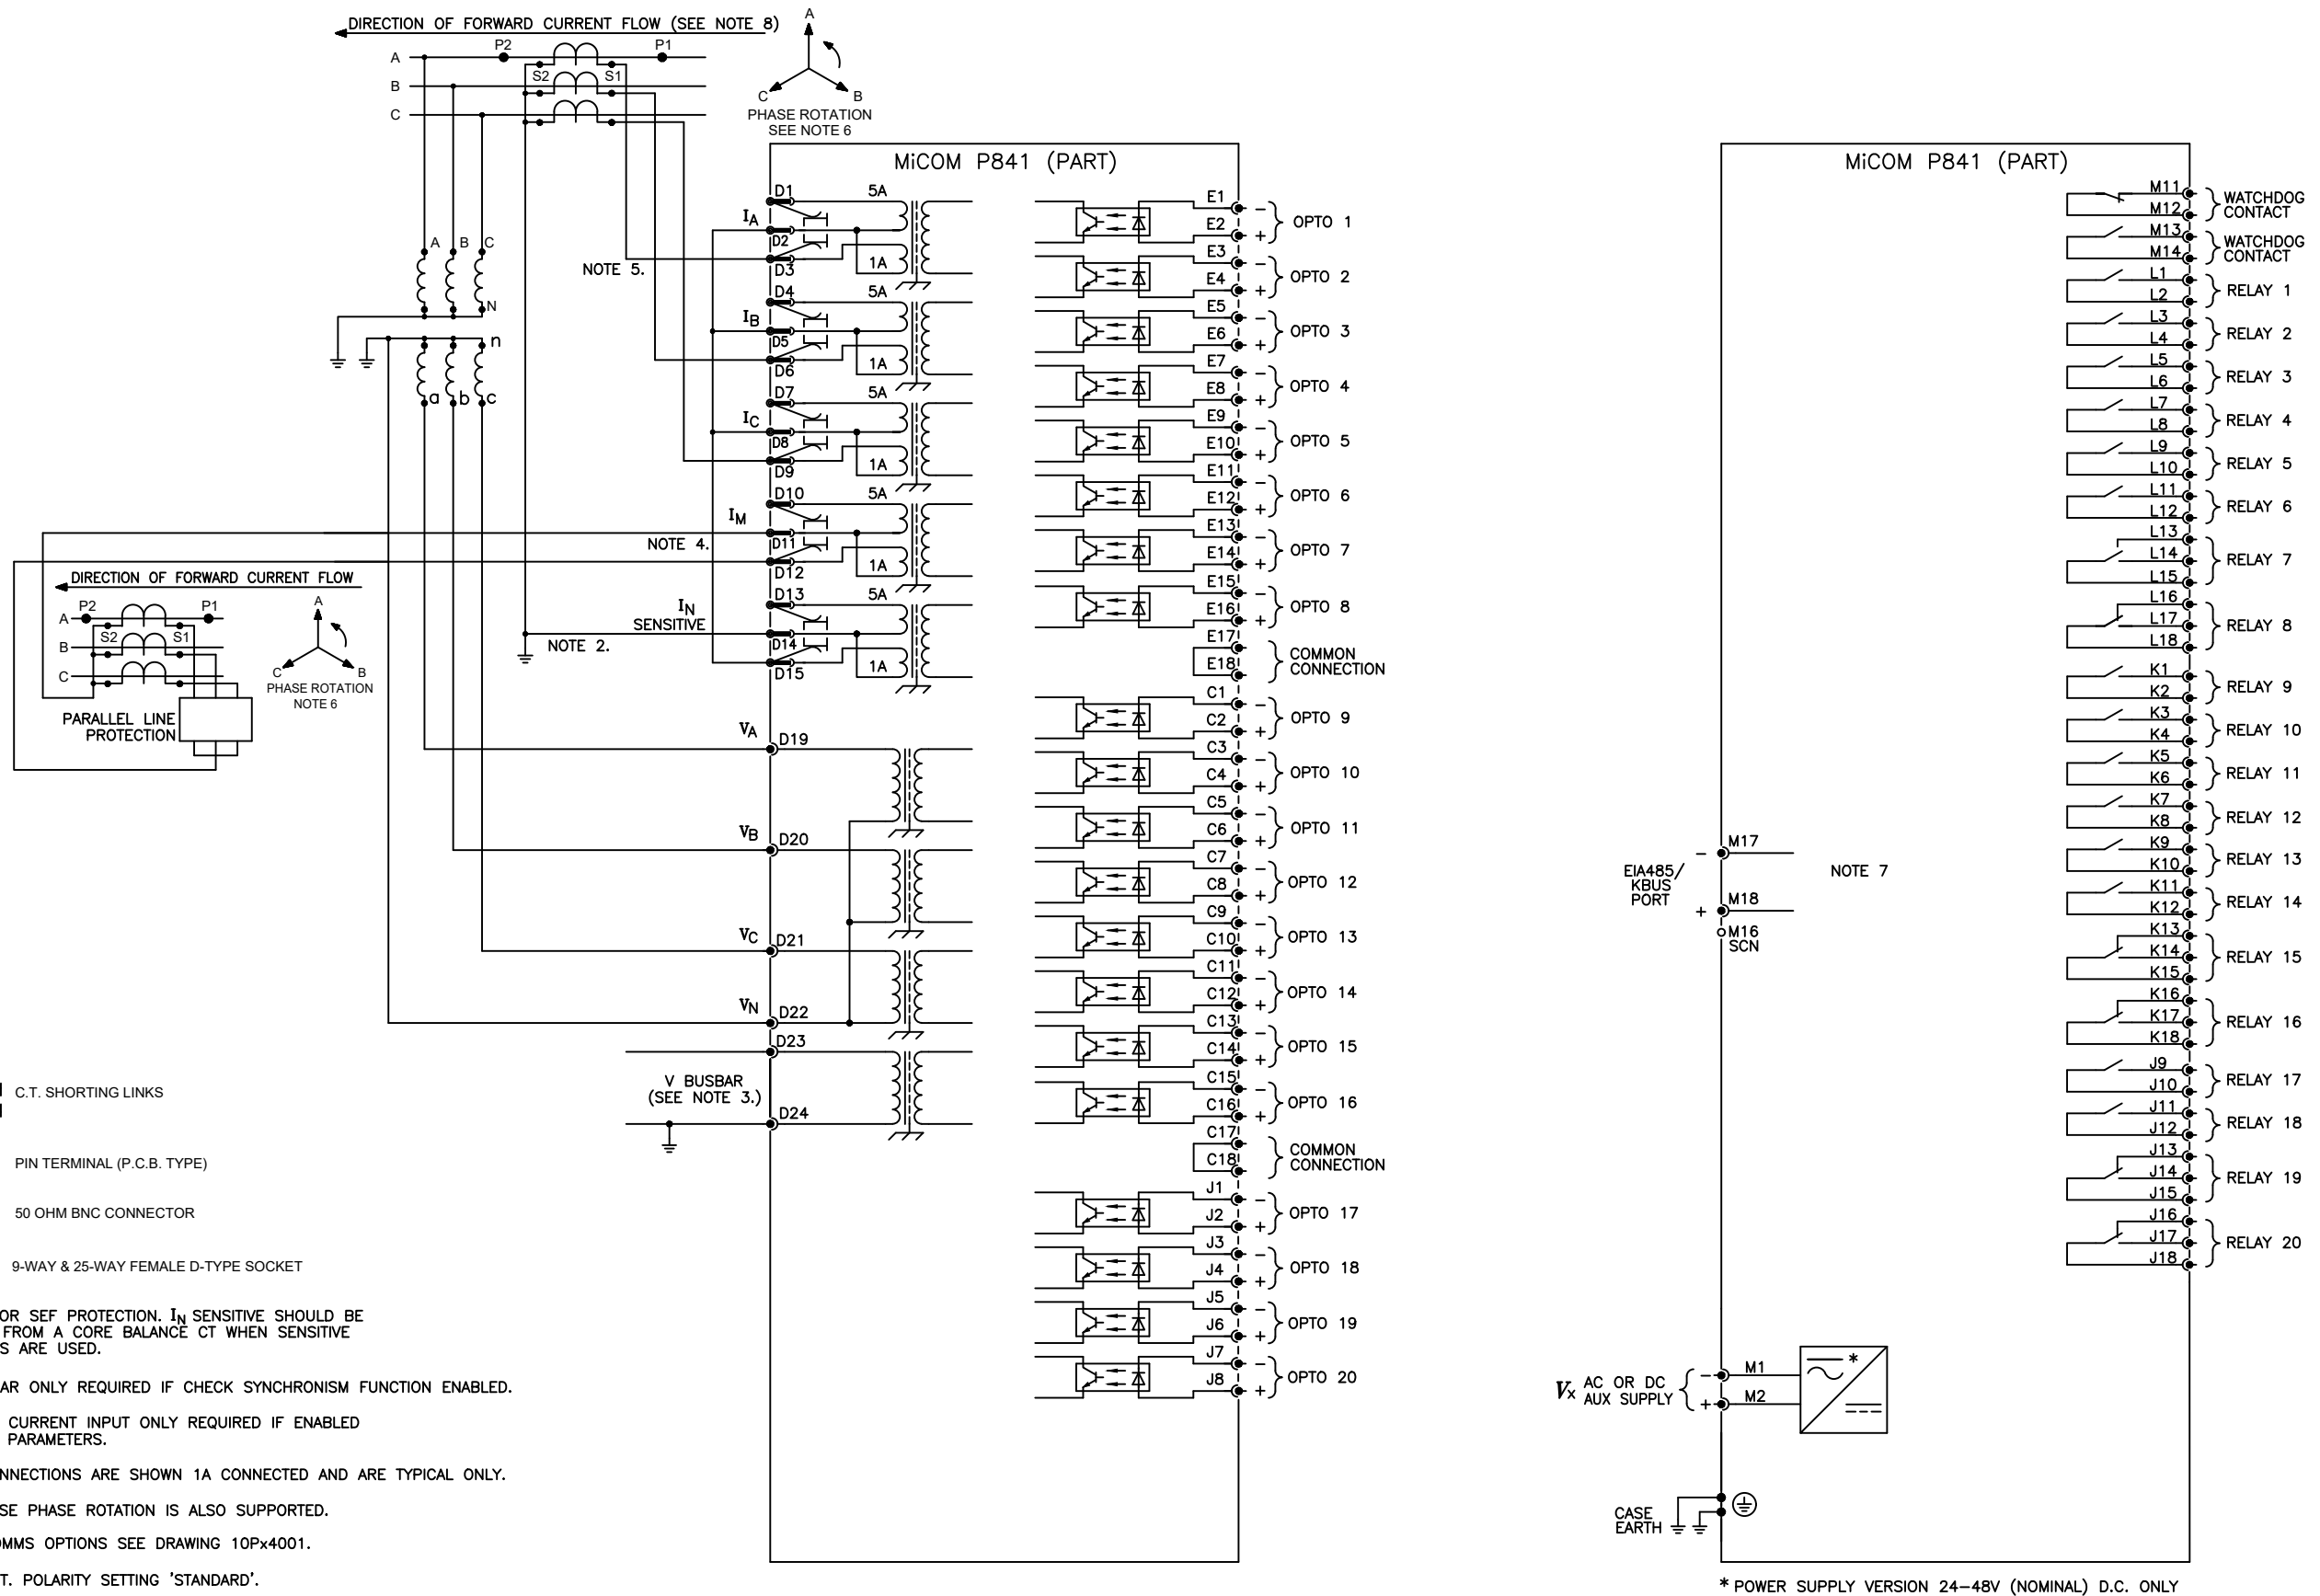 DIRECTION OF FORWARD CURRENT FLOW (SEE NOTE 8)
A
P2
P1
A
S2
S1
B
C
C
B
PHASE ROTATION
SEE NOTE 6
A
B
C
N
n
a
b
c
NOTE 5.
NOTE 4.
DIRECTION OF FORWARD CURRENT FLOW
A
P2
P1
S2
S1
B
C
A
C
B
PHASE ROTATION
NOTE 6
PARALLEL LINE
PROTECTION
IN
SENSITIVE
NOTE 2.
MiCOM P841 (PART)
D1
5A
IA
D2
D3
1A
D4
5A
IB
D5
D6
1A
D7
5A
IC
D8
D9
1A
D10
5A
IM
D11
D12
1A
D13
5A
D14
D15
1A
VA
D19
VB
D20
VC
D21
VN
D22
D23
V BUSBAR
(SEE NOTE 3.)
D24
E1
E2
- + OPTO 1
E3
E4
- + OPTO 2
E5
E6
- + OPTO 3
E7
E8
- + OPTO 4
E9
E10
- + OPTO 5
E11
E12
- + OPTO 6
E13
E14
- + OPTO 7
E15
E16
- + OPTO 8
E17
E18
COMMON
CONNECTION
C1
C2
- + OPTO 9
C3
C4
- + OPTO 10
C5
C6
- + OPTO 11
C7
C8
- + OPTO 12
C9
C10
- + OPTO 13
C11
C12
- + OPTO 14
C13
C14
- + OPTO 15
C15
C16
- + OPTO 16
C17
C18
COMMON
CONNECTION
J1
J2
- + OPTO 17
J3
J4
- + OPTO 18
J5
J6
- + OPTO 19
J7
J8
- + OPTO 20
MiCOM P841 (PART)
M11
M12
WATCHDOG
CONTACT
M13
M14
WATCHDOG
CONTACT
L1
L2
RELAY 1
L3
L4
RELAY 2
L5
L6
RELAY 3
L7
L8
RELAY 4
L9
L10
RELAY 5
L11
L12
RELAY 6
L13
L14
L15
RELAY 7
L16
L17
L18
RELAY 8
K1
K2
RELAY 9
K3
K4
RELAY 10
K5
K6
RELAY 11
K7
K8
RELAY 12
K9
K10
RELAY 13
K11
K12
RELAY 14
K13
K14
K15
RELAY 15
K16
K17
K18
RELAY 16
J9
J10
RELAY 17
J11
J12
RELAY 18
J13
J14
J15
RELAY 19
J16
J17
J18
RELAY 20
EIA485/
KBUS
PORT
- M17
+ M18
M16
SCN
NOTE 7
Vx AC OR DC
AUX SUPPLY
- M1
+ M2
*
CASE
EARTH
* POWER SUPPLY VERSION 24-48V (NOMINAL) D.C. ONLY
C.T. SHORTING LINKS
PIN TERMINAL (P.C.B. TYPE)
50 OHM BNC CONNECTOR
9-WAY & 25-WAY FEMALE D-TYPE SOCKET
OR SEF PROTECTION. IN SENSITIVE SHOULD BE
FROM A CORE BALANCE CT WHEN SENSITIVE
S ARE USED.
AR ONLY REQUIRED IF CHECK SYNCHRONISM FUNCTION ENABLED.
CURRENT INPUT ONLY REQUIRED IF ENABLED
PARAMETERS.
NNECTIONS ARE SHOWN 1A CONNECTED AND ARE TYPICAL ONLY.
SE PHASE ROTATION IS ALSO SUPPORTED.
OMMS OPTIONS SEE DRAWING 10Px4001.
T. POLARITY SETTING 'STANDARD'.